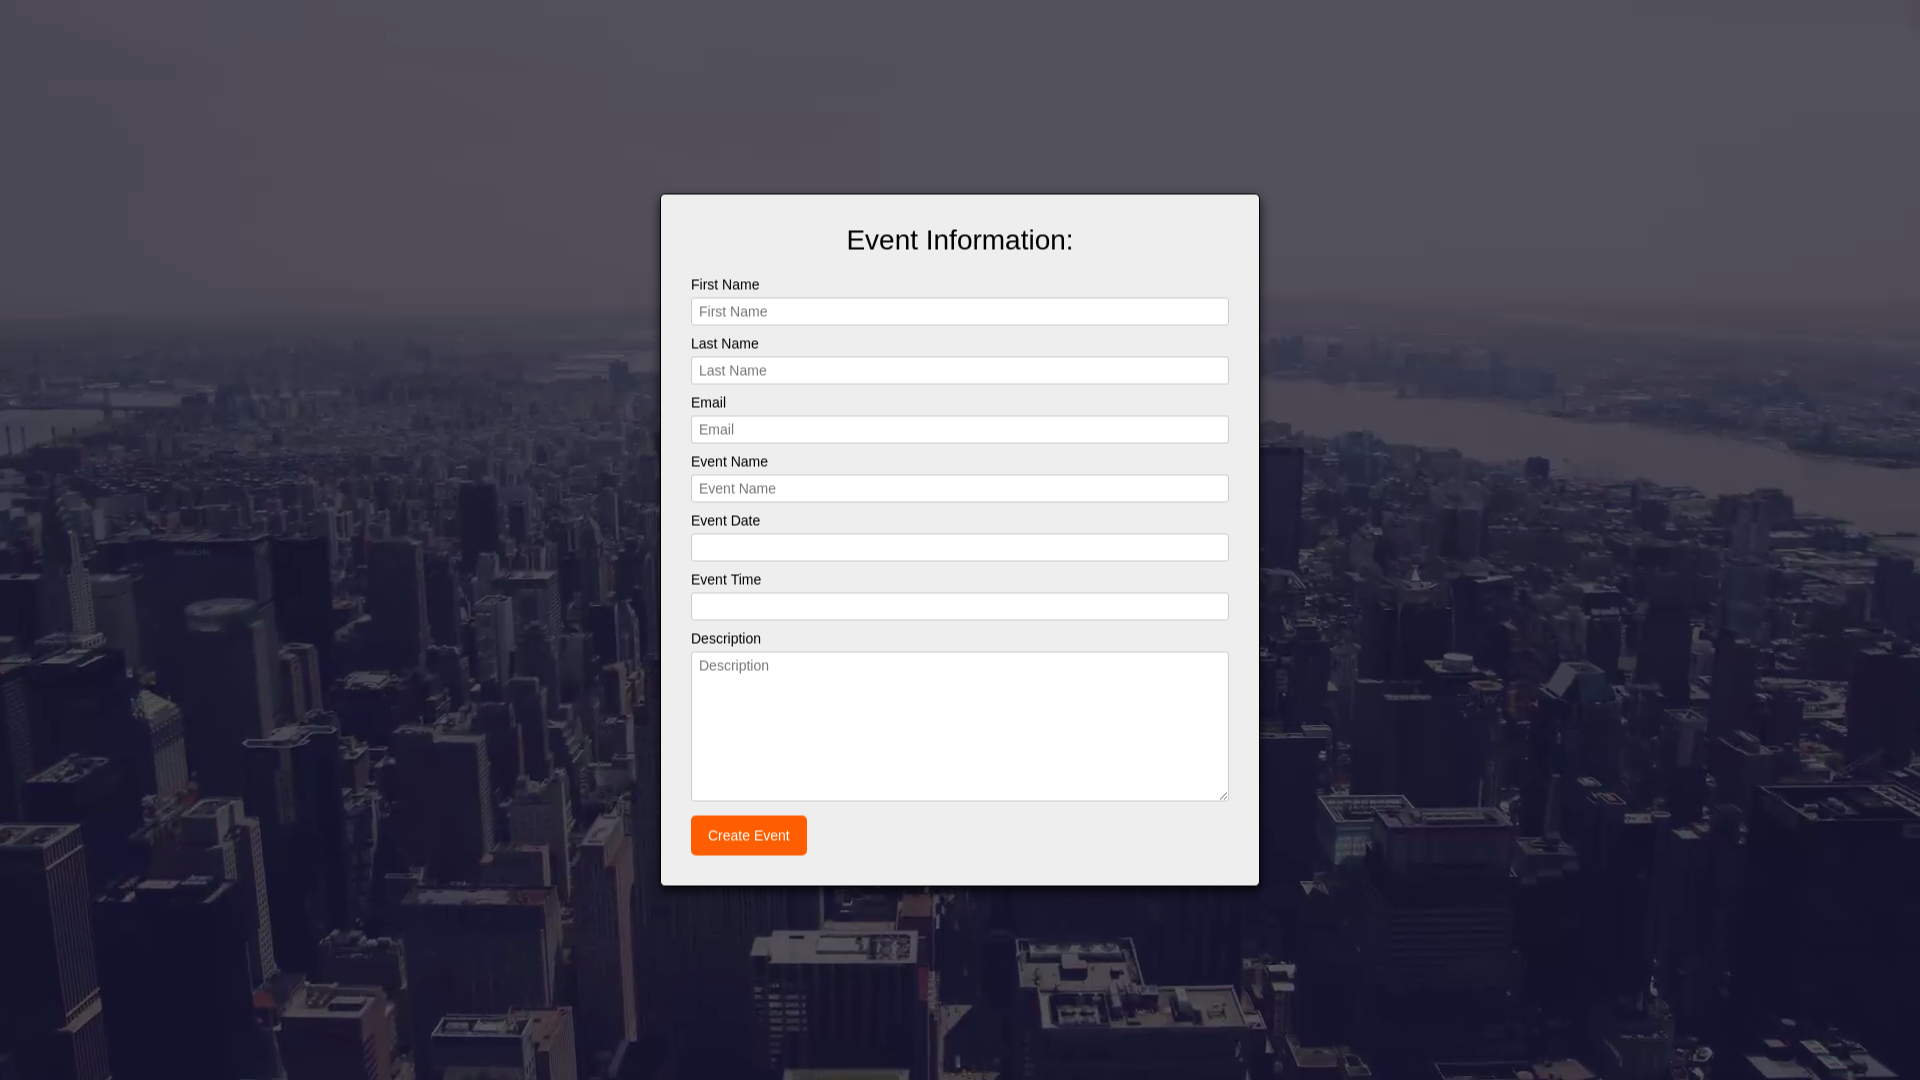 Event Information:
First Name
First Name
Last Name
Last Name
Email
Email
Event Name
Event Name
Event Date
Event Time
Description
Description
Create Event